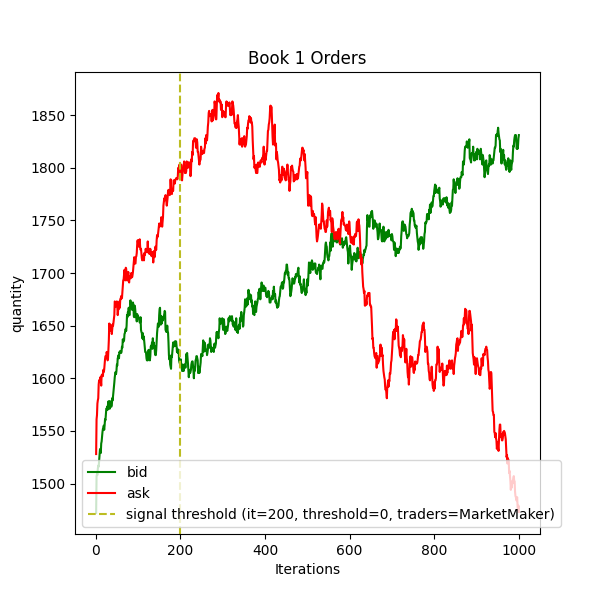 Book 1 Orders
quantity
1850
1800
1750
1700
1650
1600
1550
1500
bid
ask
signal threshold (it=200, threshold=0, traders=MarketMaker)
0 200 400 600 800 1000
Iterations